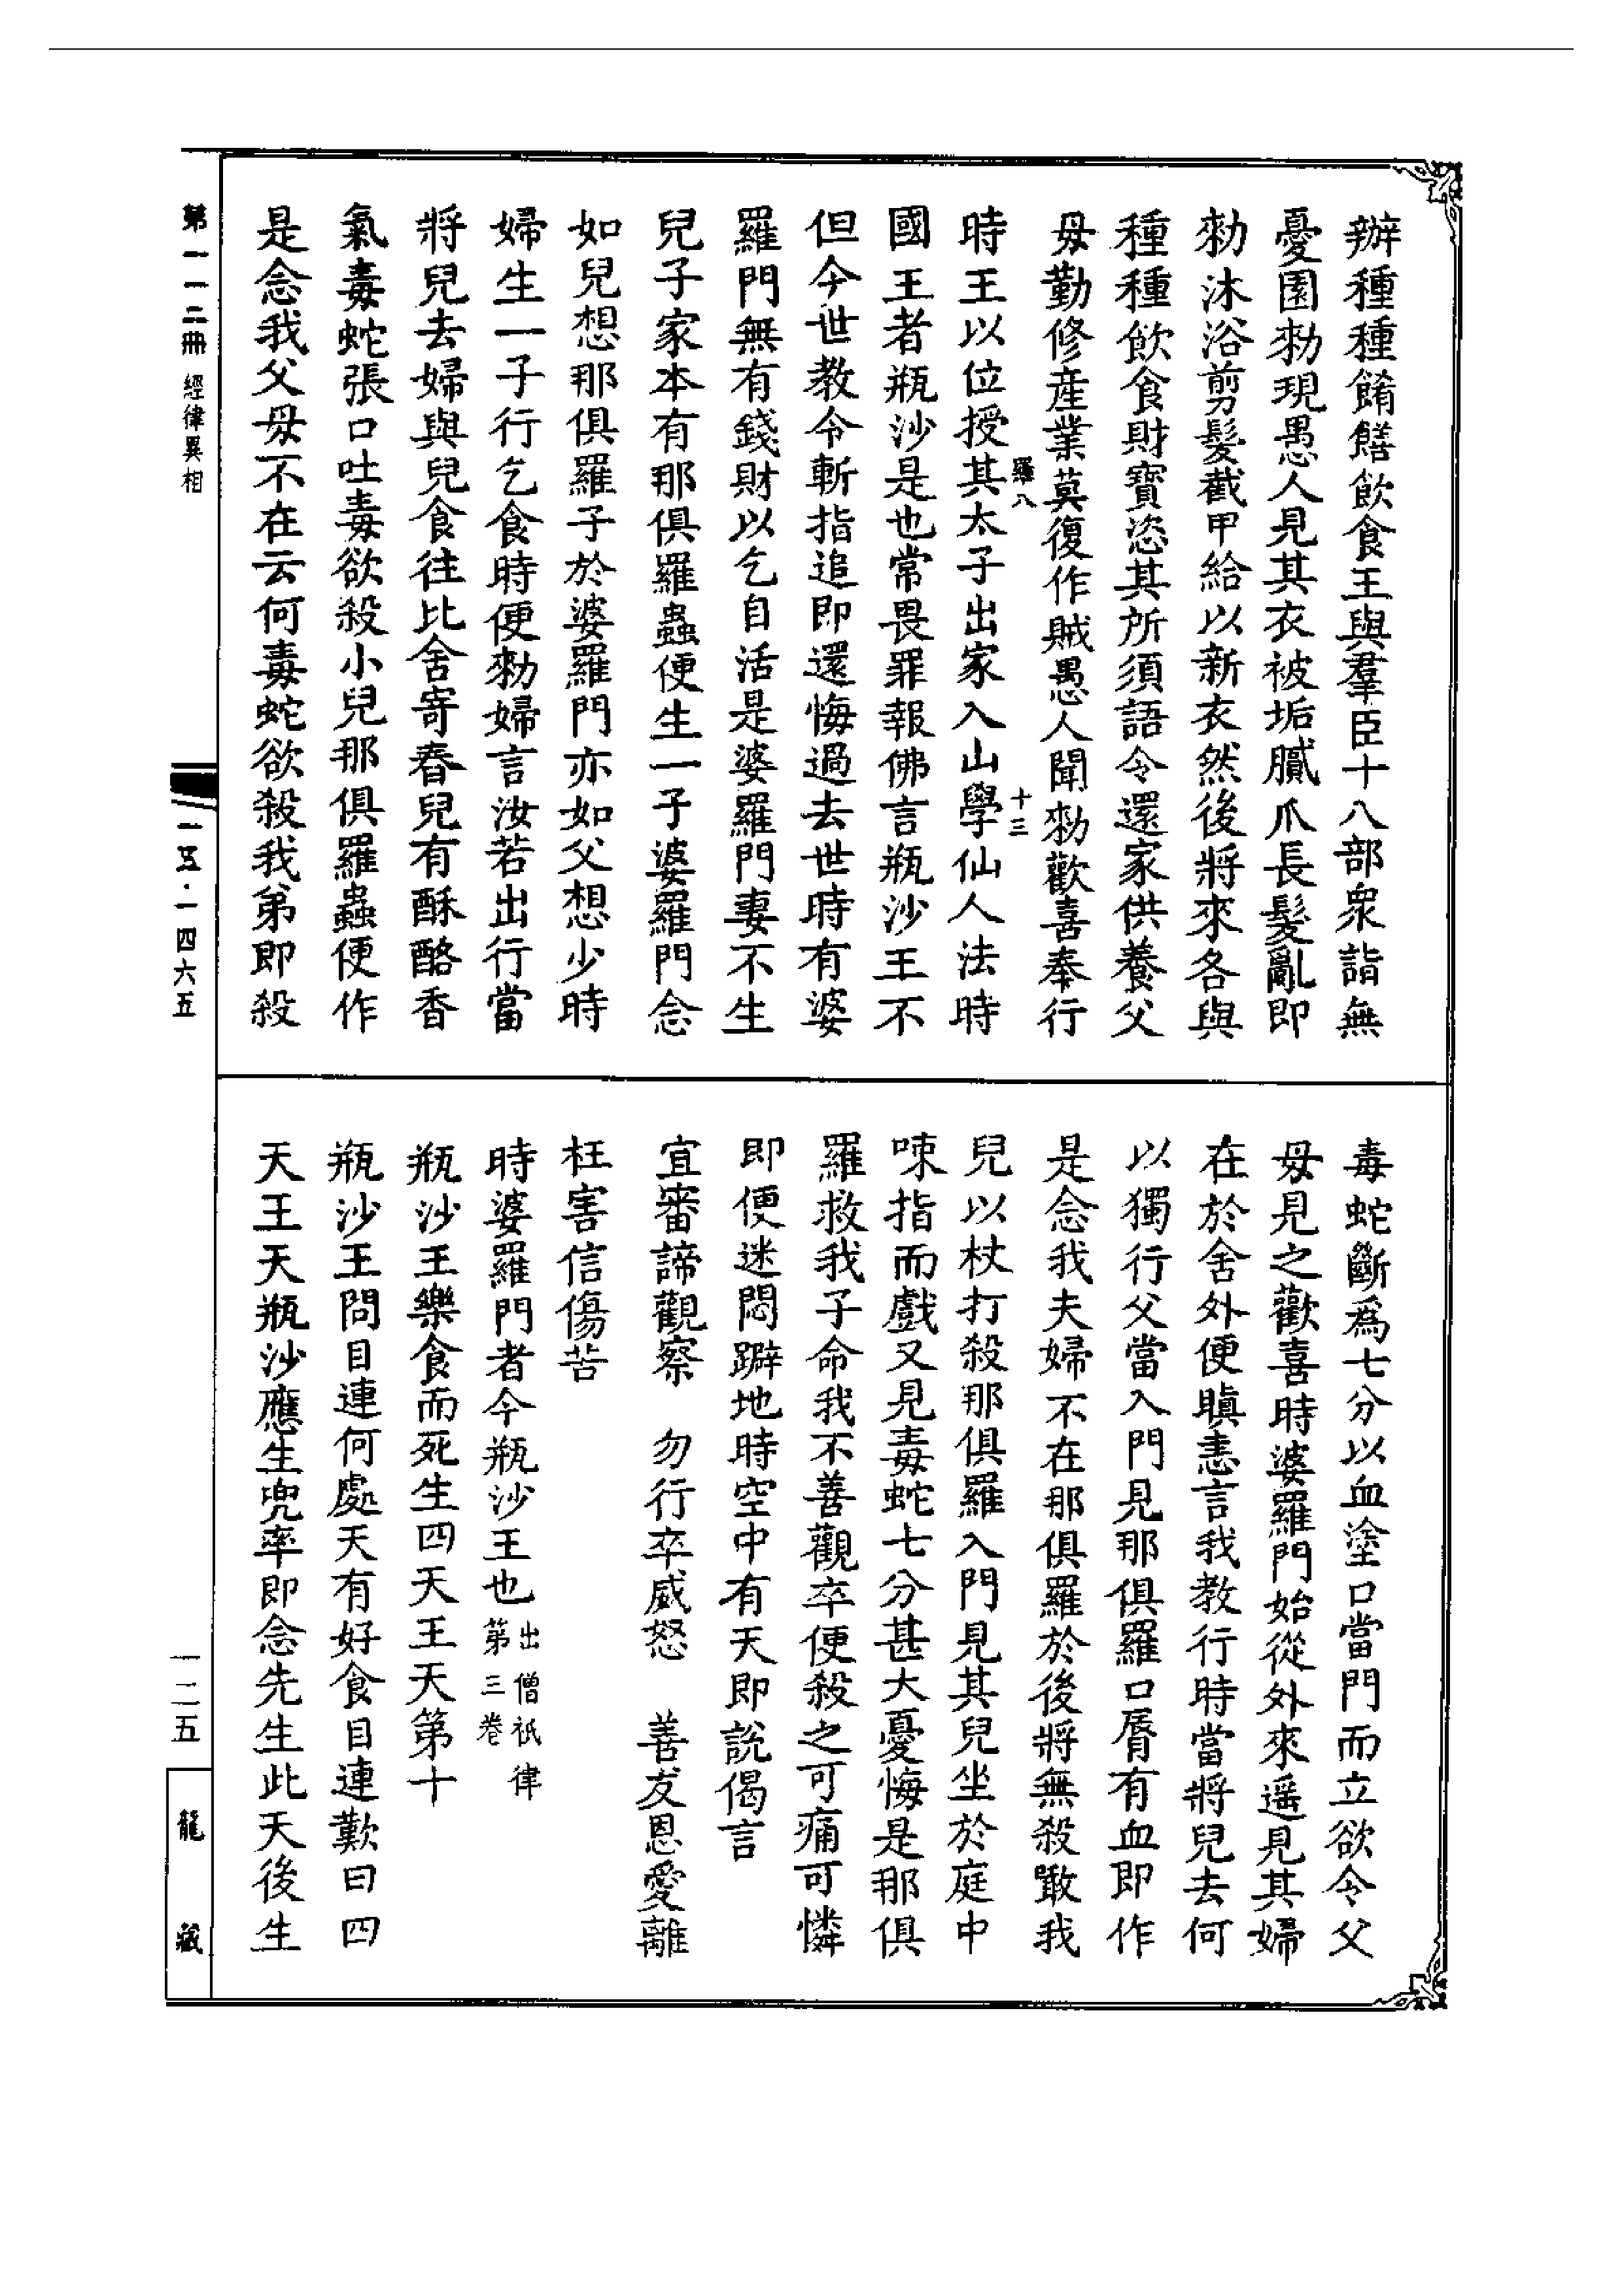 辦種種餚饍飲食王與羣臣十八部衆詣無
憂園勑現愚人見其衣被垢膩爪長髮亂即
勑沐浴剪髮截甲給以新衣然後將來各與
種種飲食財寶恣其所須語令還家供養父
母勤修産業莫復作賊愚人聞勑歡喜奉行
羅八
十三
時王以位授其太子出家入山學仙人法時
國王者瓶沙是也常畏罪報佛言瓶沙王不
但今世教令斬指追即還悔過去世時有婆
羅門無有錢財以乞自活是婆羅門妻不生
兒子家本有那俱羅蟲便生一子婆羅門念
如兒想那俱羅子於婆羅門亦如父想少時
婦生一子行乞食時便勑婦言汝若出行當
將兒去婦與兒食往比舍寄舂兒有酥酪香
氣毒蛇張口吐毒欲殺小兒那俱羅蟲便作
是念我父母不在云何毒蛇欲殺我弟即殺
毒蛇斷爲七分以血塗口當門而立欲令父
母見之歡喜時婆羅門始從外來遥見其婦
在於舍外便瞋恚言我教行時當將兒去何
以獨行父當入門見那俱羅口脣有血即作
是念我夫婦不在那俱羅於後將無殺噉我
兒以杖打殺那俱羅入門見其兒坐於庭中
㖒指而戲又見毒蛇七分甚大憂悔是那俱
羅救我子命我不善觀卒便殺之可痛可憐
即便迷悶躃地時空中有天即說偈言
宜審諦觀察　勿行卒威怒　善友恩愛離
枉害信傷苦
時婆羅門者今瓶沙王也出僧祇律第三卷
瓶沙王樂食而死生四天王天第十
瓶沙王問目連何處天有好食目連歎曰四
天王天瓶沙應生兜率即念先生此天後生
第一一二冊 經律異相
一五·一四六五
一二五
龍藏